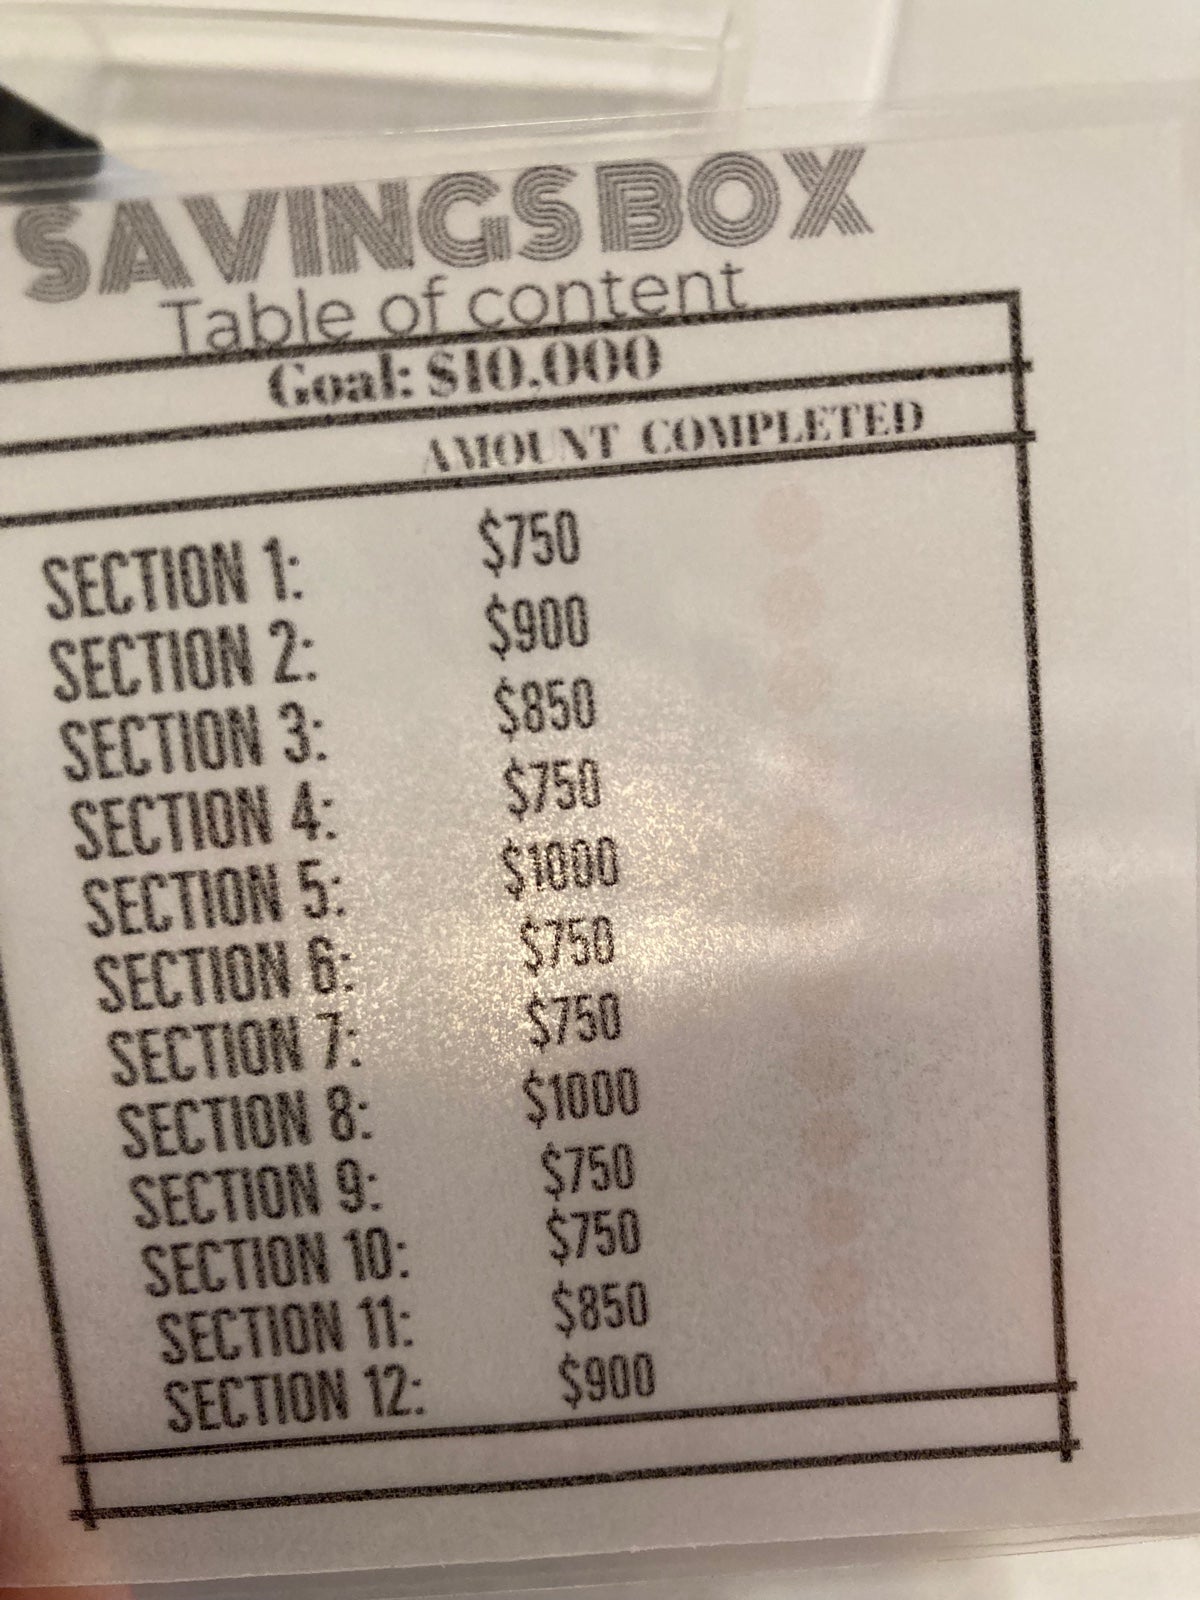 SAVINGS BOX
Table of content
Goal: $10.000
AMOUNT COMPLETED
SECTION 1: $750
SECTION 2: $900
SECTION 3: $850
SECTION 4: $750
SECTION 5: $1000
SECTION 6: $750
SECTION 7: $750
SECTION 8: $1000
SECTION 9: $750
SECTION 10: $750
SECTION 11: $850
SECTION 12: $900